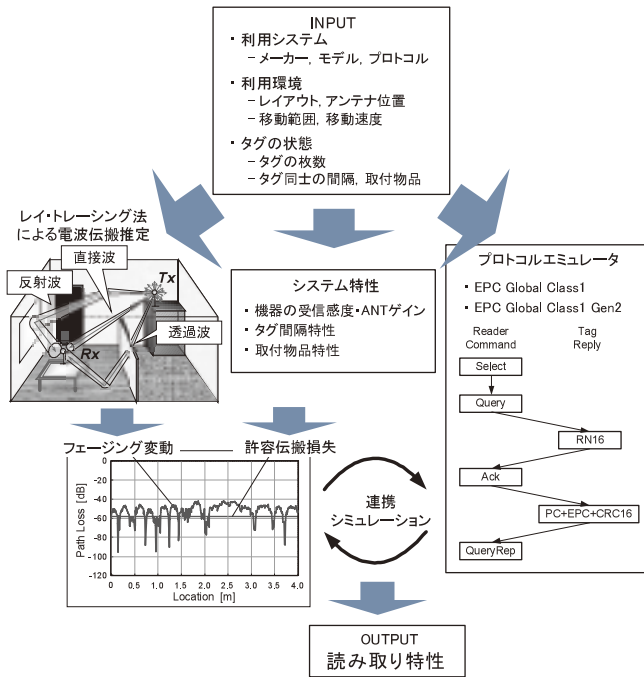 INPUT
・利用システム
－メーカー, モデル, プロトコル
・利用環境
－レイアウト, アンテナ位置
－移動範囲, 移動速度
・タグの状態
－タグの枚数
－タグ同士の間隔, 取付物品
レイ・トレーシング法
による電波伝搬推定
直接波
反射波
Tx
透過波
Rx
システム特性
・機器の受信感度・ANTゲイン
・タグ間隔特性
・取付物品特性
プロトコルエミュレータ
・EPC Global Class1
・EPC Global Class1 Gen2
Reader
Command
Tag
Reply
Select
Query
RN16
Ack
PC+EPC+CRC16
QueryRep
フェージング変動
許容伝搬損失
Path Loss [dB]
0
-20
-40
-60
-80
-100
-120
0 0.5 1.0 1.5 2.0 2.5 3.0 3.5 4.0
Location [m]
連携
シミュレーション
OUTPUT
読み取り特性